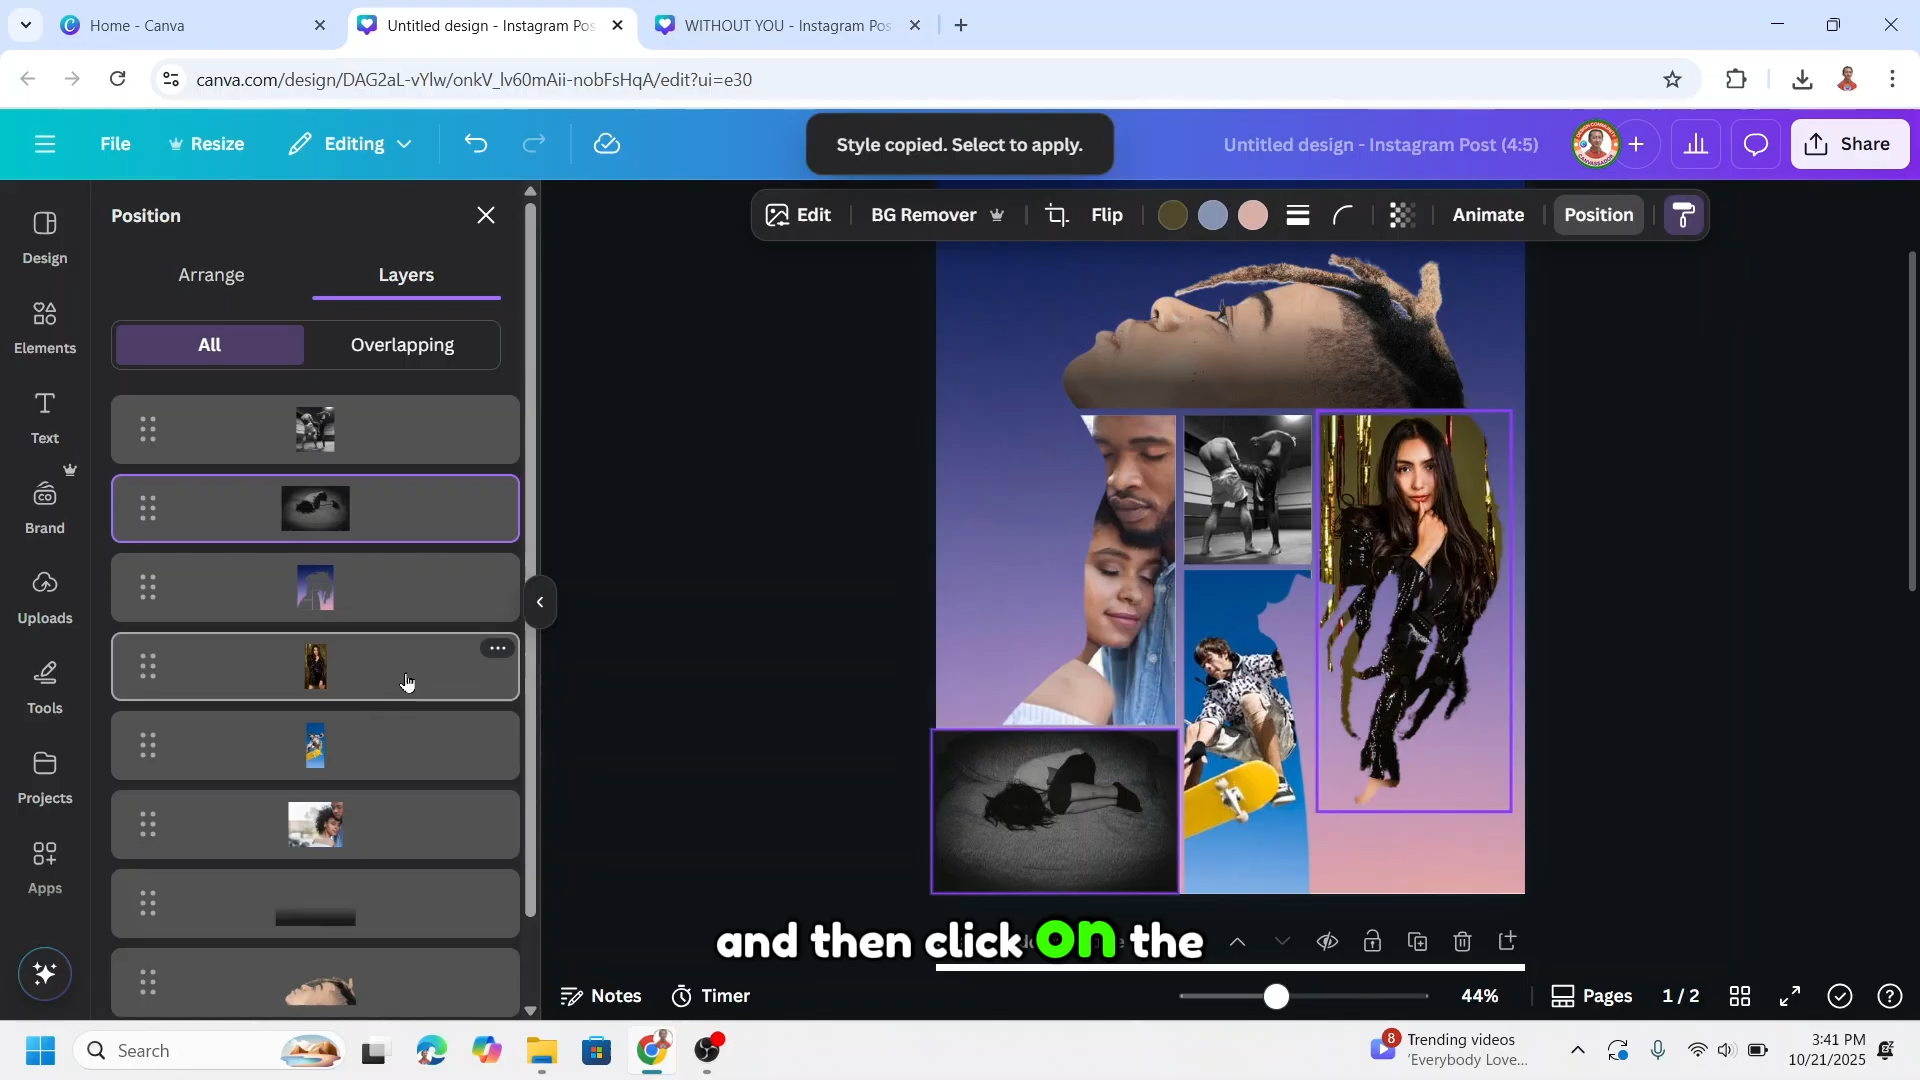 Home - Canva
Untitled design - Instagram Pos
WITHOUT YOU - Instagram Pos
canva.com/design/DAG2aL-vYlw/onkV_lv60mAii-nobFsHqA/edit?ui=e30
File
Resize
Editing
Style copied. Select to apply.
Untitled design - Instagram Post (4:5)
Share
Position
Edit
BG Remover
Flip
Animate
Position
Arrange
Layers
All
Overlapping
Design
Elements
Text
Brand
Uploads
Tools
Projects
Apps
and then click on the
Notes
Timer
44%
Pages
1 / 2
Search
8
Trending videos
'Everybody Love...
3:41 PM
10/21/2025